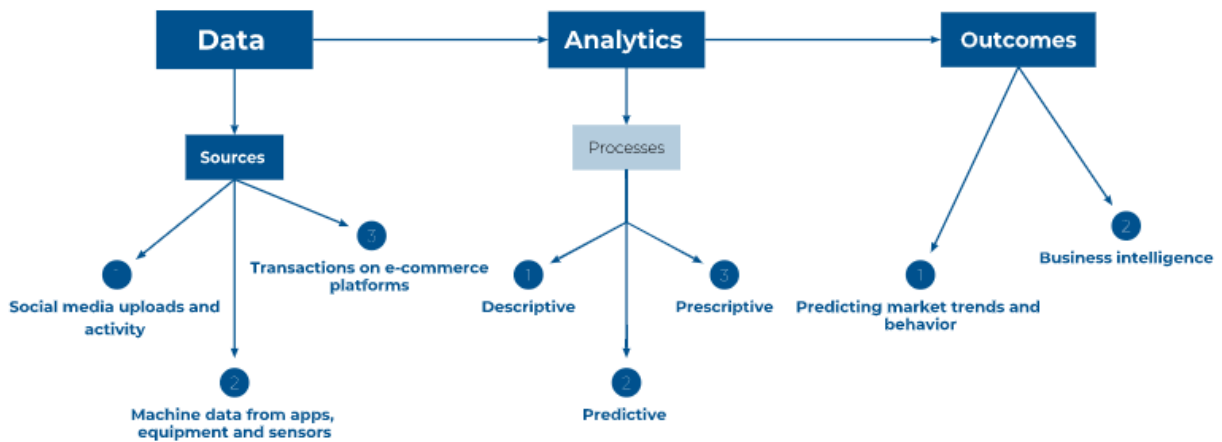 Data
Analytics
Outcomes
Sources
Processes
1
Social media uploads and
activity
2
Machine data from apps,
equipment and sensors
3
Transactions on e-commerce
platforms
1
Descriptive
2
Predictive
3
Prescriptive
1
Predicting market trends and
behavior
2
Business intelligence